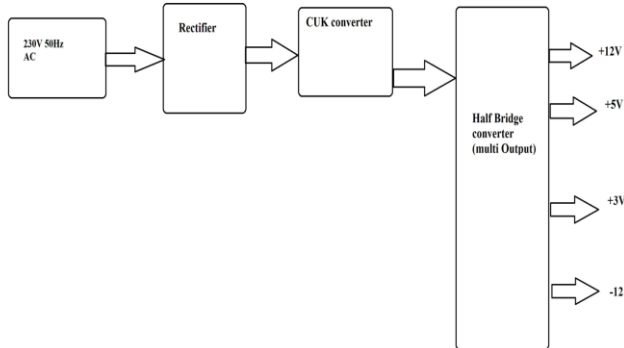 230V 50Hz
AC
Rectifier
CUK converter
Half Bridge
converter
(multi Output)
+12V
+5V
+3V
-12